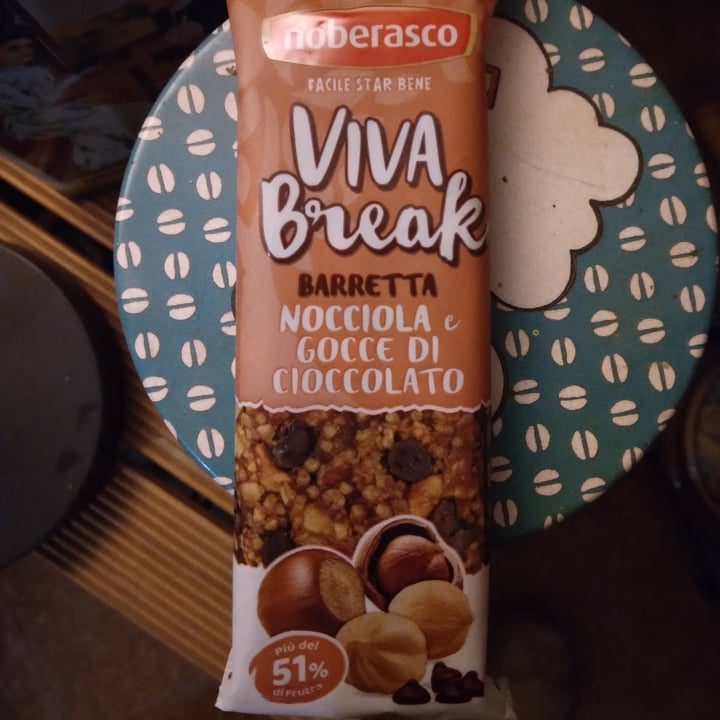 noberasco
FACILE STAR BENE
VIVA
Break
BARRETTA
NOCCIOLA e
GOCCE DI
CIOCCOLATO
Più del
51%
di Frutta